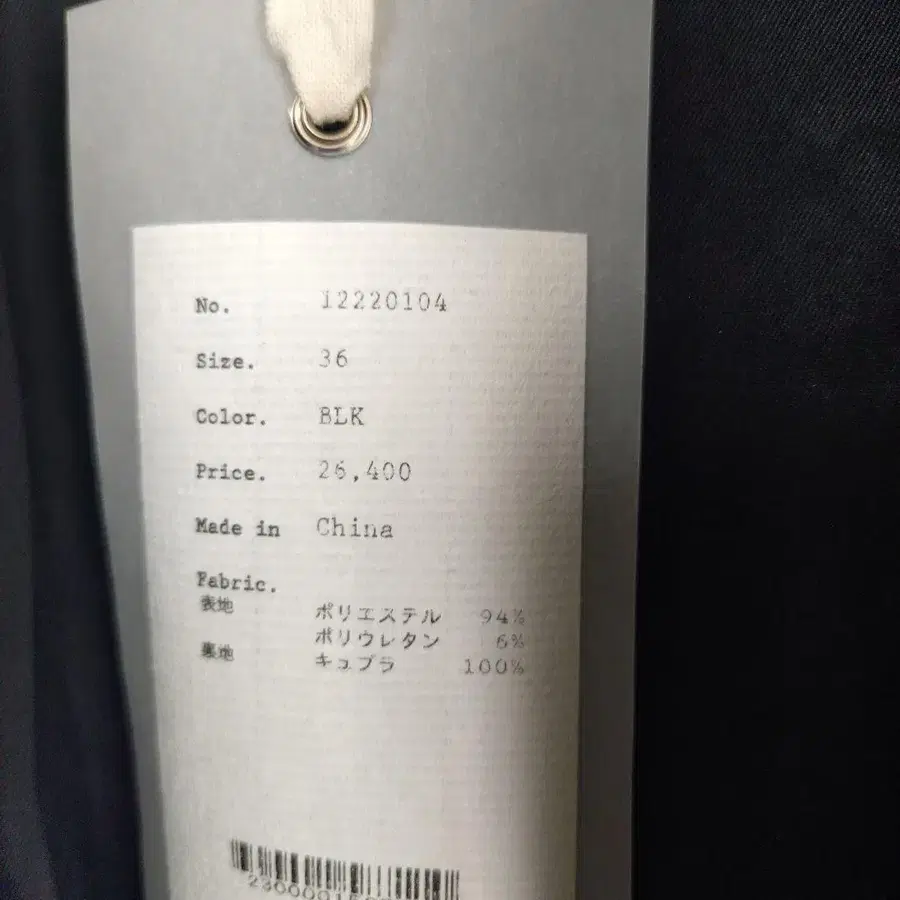 No. 12220104
Size. 36
Color. BLK
Price. 26,400
Made in China
Fabric.
表地 ポリエステル 94%
ポリウレタン 6%
裏地 キュプラ 100%